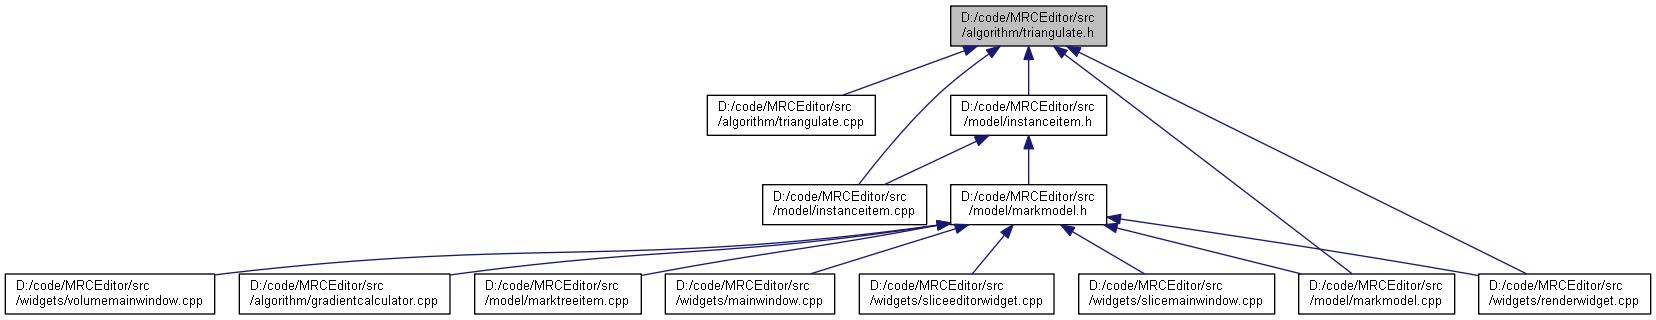 D:/code/MRCEditor/src
/algorithm/triangulate.h
D:/code/MRCEditor/src
/algorithm/triangulate.cpp
D:/code/MRCEditor/src
/model/instanceitem.h
D:/code/MRCEditor/src
/model/instanceitem.cpp
D:/code/MRCEditor/src
/model/markmodel.h
D:/code/MRCEditor/src
/widgets/volumemainwindow.cpp
D:/code/MRCEditor/src
/algorithm/gradientcalculator.cpp
D:/code/MRCEditor/src
/model/marktreeitem.cpp
D:/code/MRCEditor/src
/widgets/mainwindow.cpp
D:/code/MRCEditor/src
/widgets/sliceeditorwidget.cpp
D:/code/MRCEditor/src
/widgets/slicemainwindow.cpp
D:/code/MRCEditor/src
/model/markmodel.cpp
D:/code/MRCEditor/src
/widgets/renderwidget.cpp